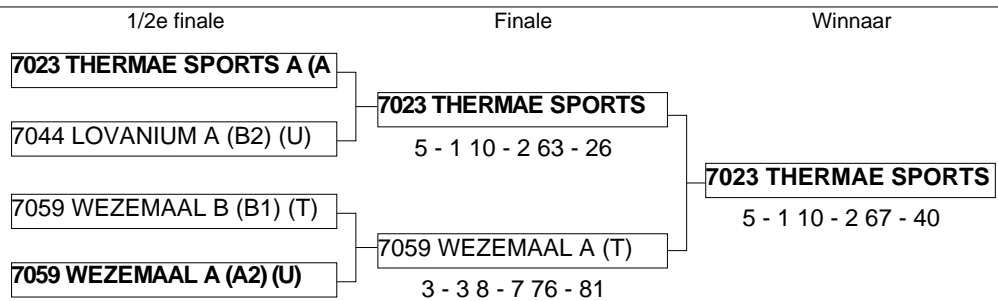 1/2e finale
Finale
Winnaar
7023 THERMAE SPORTS A (A
7023 THERMAE SPORTS
7044 LOVANIUM A (B2) (U)
5 - 1 10 - 2 63 - 26
7023 THERMAE SPORTS
7059 WEZEMAAL B (B1) (T)
5 - 1 10 - 2 67 - 40
7059 WEZEMAAL A (T)
7059 WEZEMAAL A (A2) (U)
3 - 3 8 - 7 76 - 81